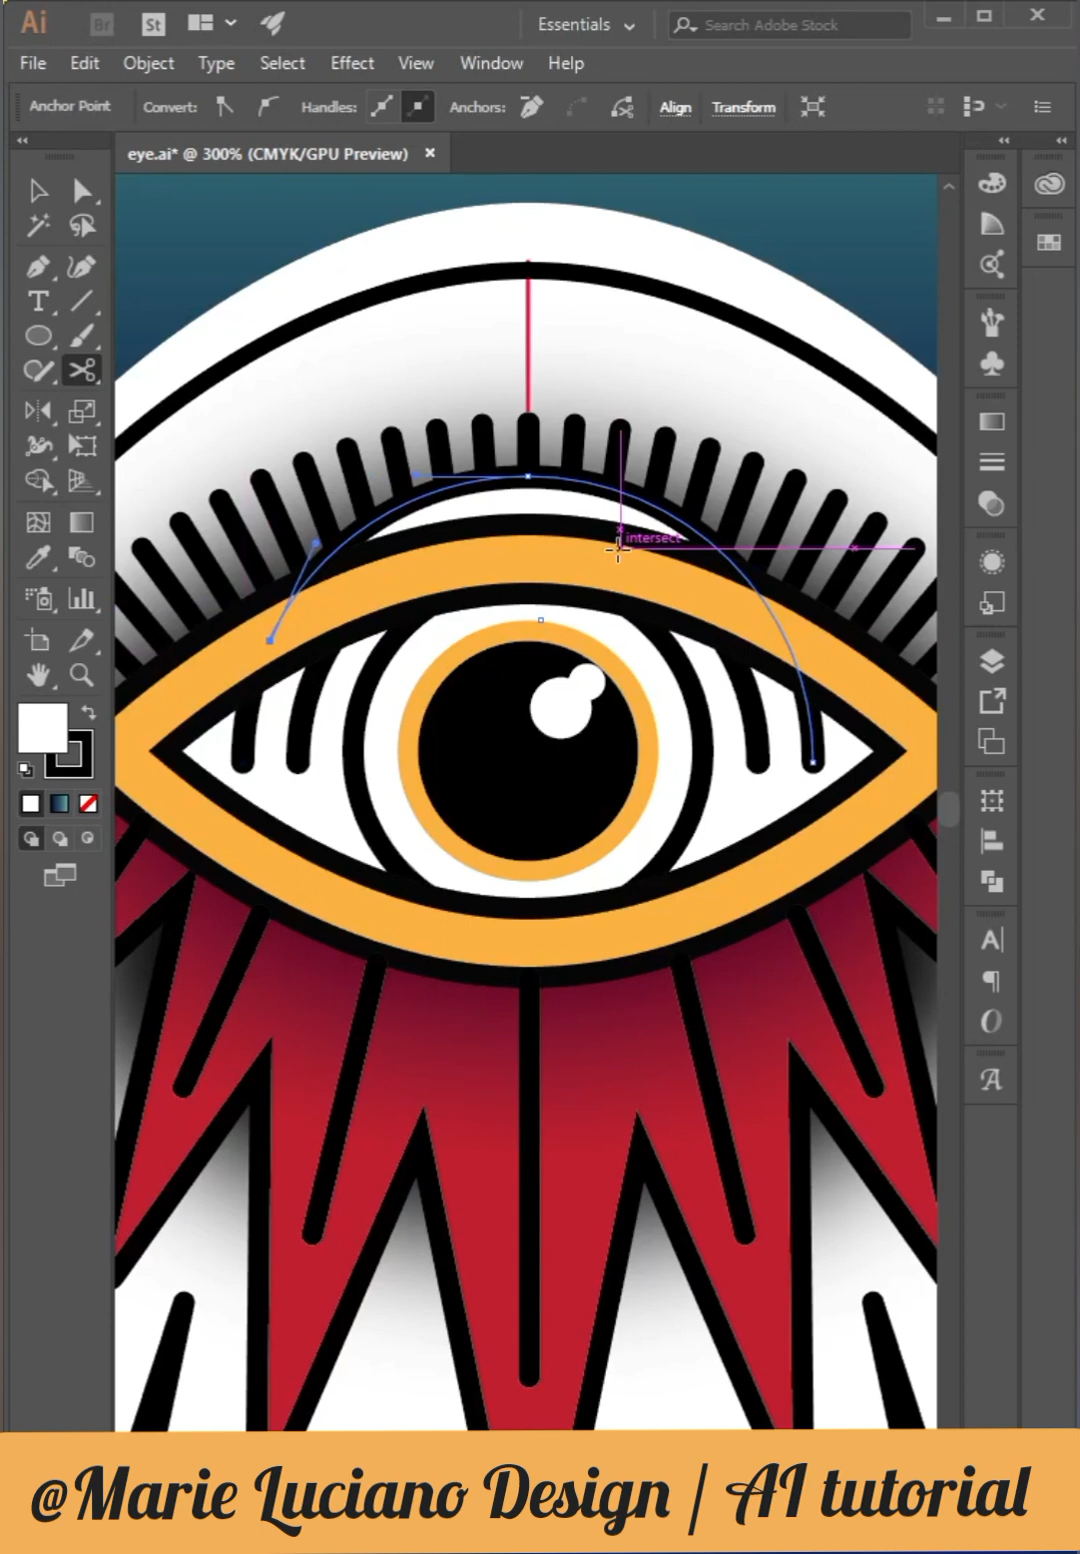 Ai Br St Essentials Search Adobe Stock
File Edit Object Type Select Effect View Window Help
Anchor Point Convert: Handles: Anchors: Align Transform
eye.ai* @ 300% (CMYK/GPU Preview) ×
intersect
@Marie Luciano Design / AI tutorial